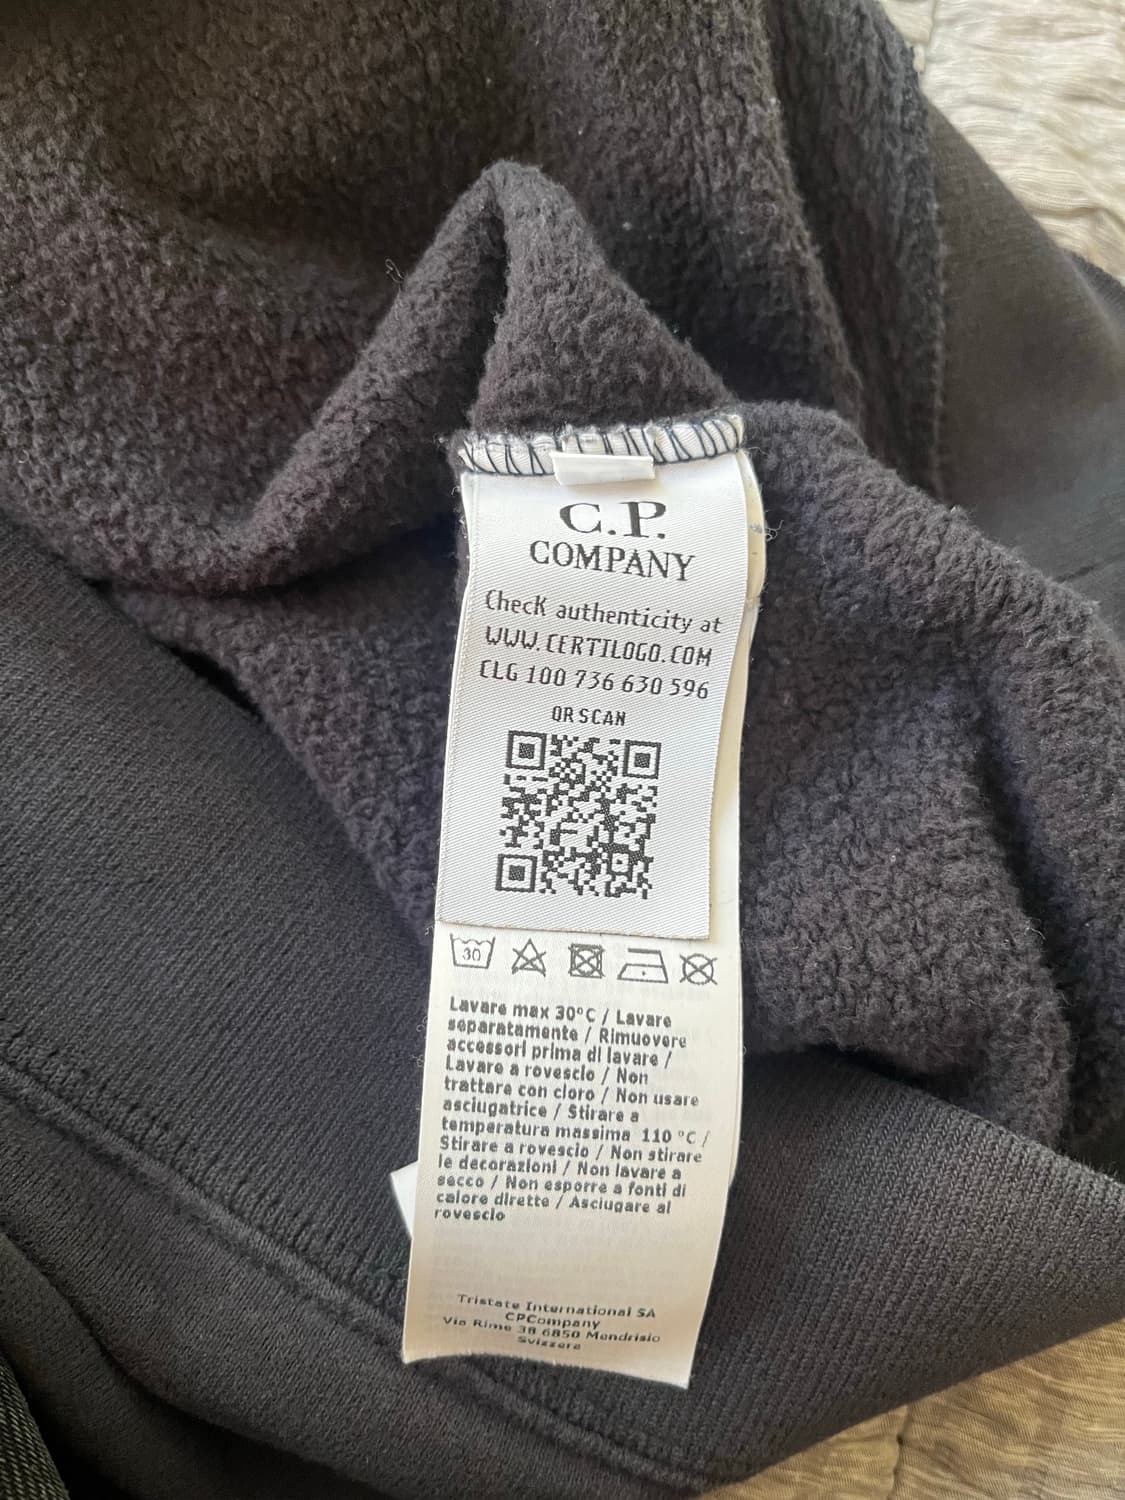 C.P.
COMPANY
Check authenticity at
WWW.CERTILOGO.COM
CLG 100 736 630 596
QR SCAN
30
Lavare max 30°C / Lavare
separatamente / Rimuovere
accessori prima di lavare /
Lavare a rovescio / Non
trattare con cloro / Non usare
asciugatrice / Stirare a
temperatura massima 110 °C /
Stirare a rovescio / Non stirare
le decorazioni / Non lavare a
secco / Non esporre a fonti di
calore dirette / Asciugare al
rovescio
Tristate International SA
CPCompany
Via Rime 38 6850 Mendrisio
Svizzera